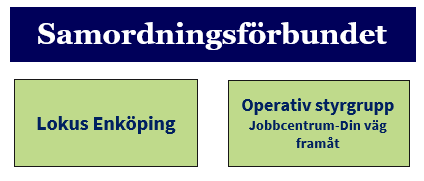 Samordningsförbundet
Lokus Enköping
Operativ styrgrupp
Jobbcentrum-Din väg
framåt